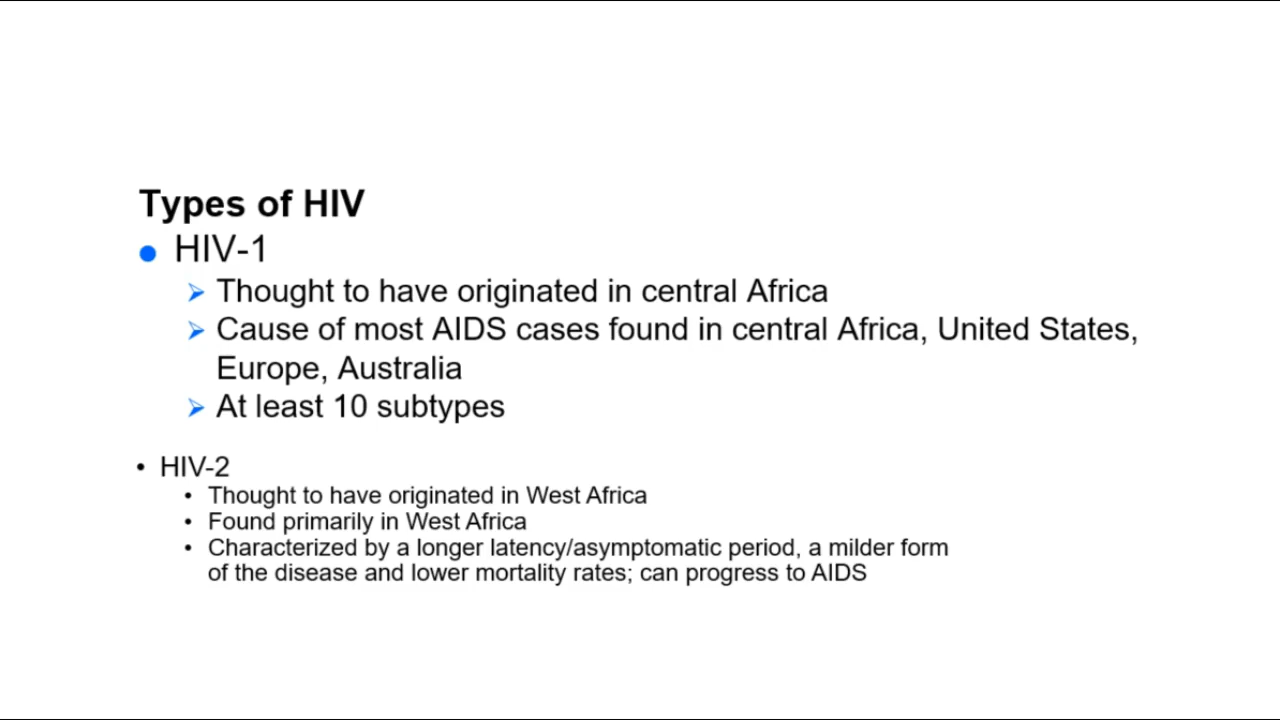 Types of HIV
● HIV-1
➢ Thought to have originated in central Africa
➢ Cause of most AIDS cases found in central Africa, United States,
Europe, Australia
➢ At least 10 subtypes
• HIV-2
• Thought to have originated in West Africa
• Found primarily in West Africa
• Characterized by a longer latency/asymptomatic period, a milder form
of the disease and lower mortality rates; can progress to AIDS